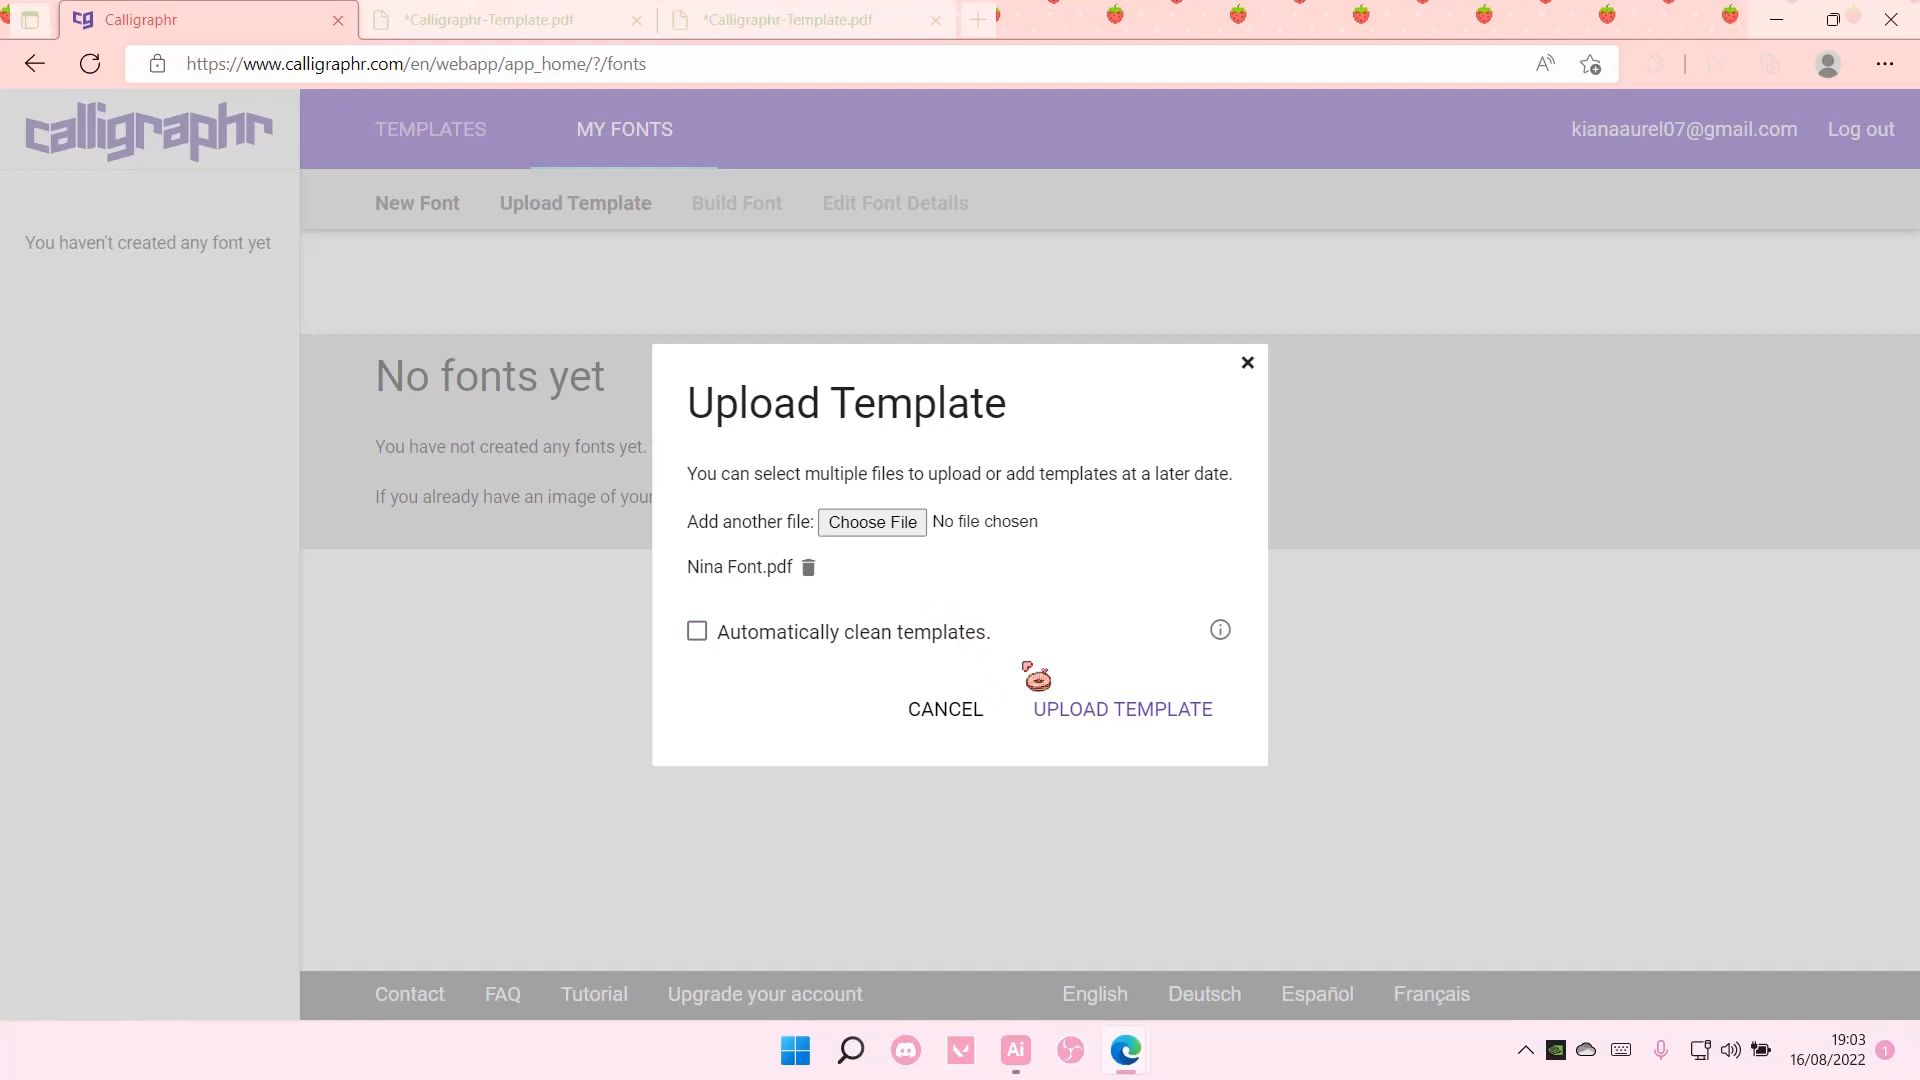 Calligraphr
*Calligraphr-Template.pdf
*Calligraphr-Template.pdf
https://www.calligraphr.com/en/webapp/app_home/?/fonts
calligraphr
TEMPLATES
MY FONTS
kianaaurel07@gmail.com
Log out
New Font
Upload Template
Build Font
Edit Font Details
You haven't created any font yet
No fonts yet
You have not created any fonts yet.
If you already have an image of your
Upload Template
You can select multiple files to upload or add templates at a later date.
Add another file: Choose File No file chosen
Nina Font.pdf
Automatically clean templates.
CANCEL
UPLOAD TEMPLATE
Contact
FAQ
Tutorial
Upgrade your account
English
Deutsch
Español
Français
Ai
19:03
16/08/2022
1